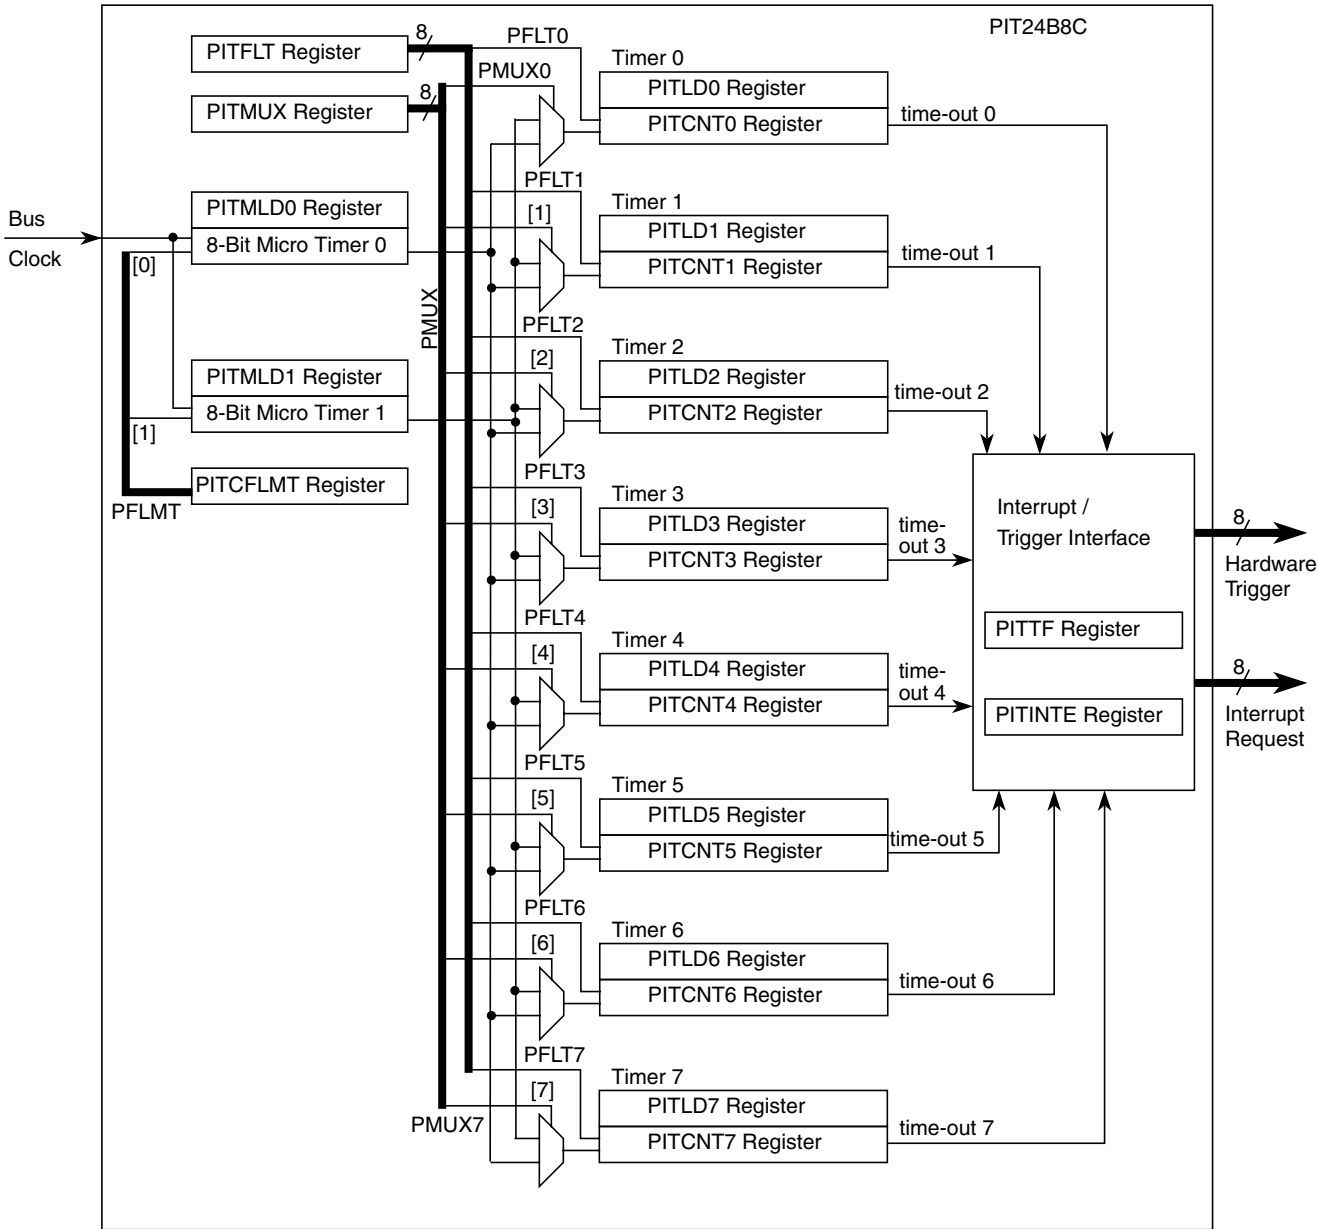 PIT24B8C
8
PITFLT Register
PFLT0
PMUX0
8
PITMUX Register
Timer 0
PITLD0 Register
PITCNT0 Register
time-out 0
PFLT1
[1]
Timer 1
PITLD1 Register
PITCNT1 Register
time-out 1
Bus
Clock
PITMLD0 Register
8-Bit Micro Timer 0
[0]
PMUX
PFLT2
[2]
Timer 2
PITLD2 Register
PITCNT2 Register
time-out 2
PITMLD1 Register
8-Bit Micro Timer 1
[1]
PITCFLMT Register
PFLMT
PFLT3
[3]
Timer 3
PITLD3 Register
PITCNT3 Register
time-
out 3
Interrupt /
Trigger Interface
8
Hardware
Trigger
PITTF Register
PFLT4
[4]
Timer 4
PITLD4 Register
PITCNT4 Register
time-
out 4
PITINTE Register
8
Interrupt
Request
PFLT5
[5]
Timer 5
PITLD5 Register
PITCNT5 Register
time-out 5
PFLT6
[6]
Timer 6
PITLD6 Register
PITCNT6 Register
time-out 6
PFLT7
[7]
PMUX7
Timer 7
PITLD7 Register
PITCNT7 Register
time-out 7